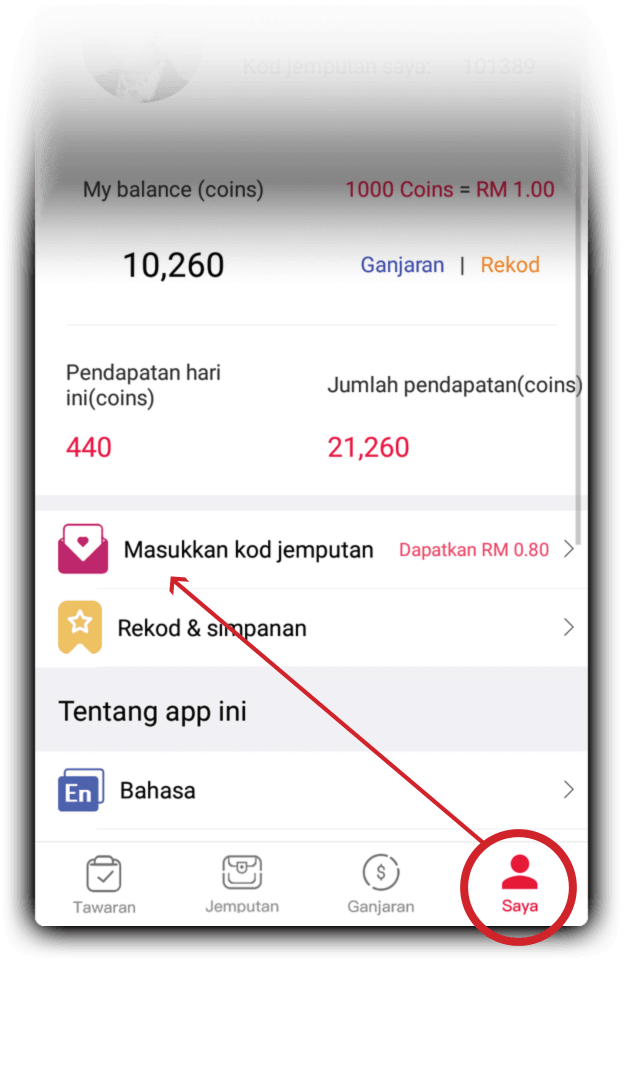 Kod jemputan saya: 101389
My balance (coins) 1000 Coins = RM 1.00
10,260 Ganjaran | Rekod
Pendapatan hari
ini(coins)
Jumlah pendapatan(coins)
440 21,260
Masukkan kod jemputan Dapatkan RM 0.80
Rekod & simpanan
Tentang app ini
En Bahasa
Tawaran Jemputan Ganjaran Saya